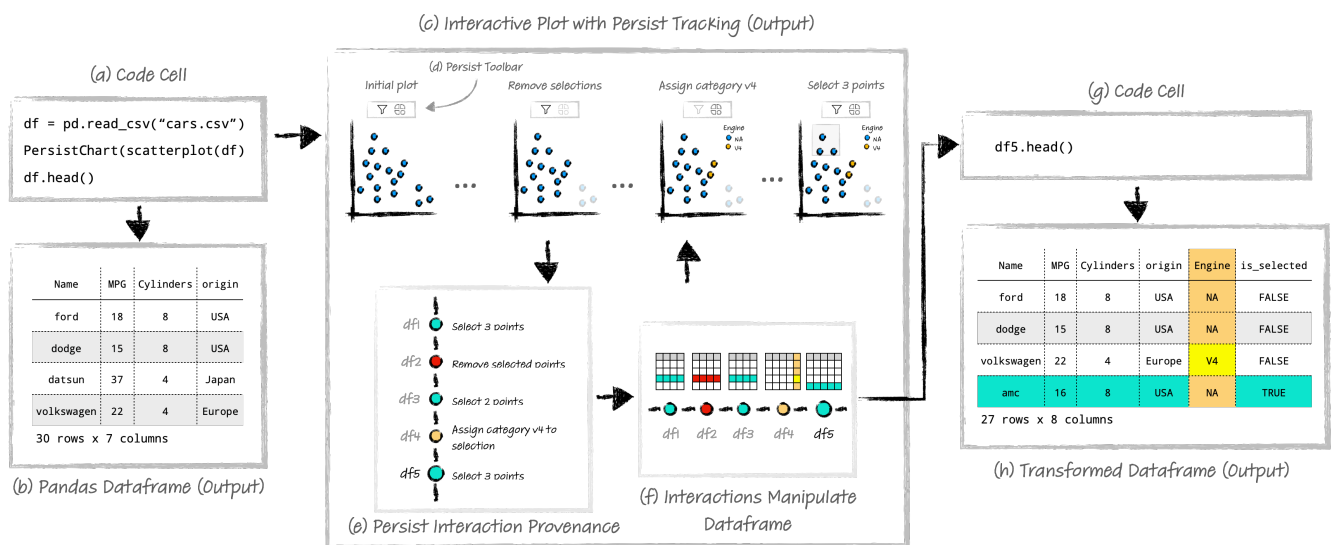 (c) Interactive Plot with Persist Tracking (Output)
(a) Code Cell
df = pd.read_csv(“cars.csv”)
PersistChart(scatterplot(df)
df.head()
Name MPG Cylinders origin
ford 18 8 USA
dodge 15 8 USA
datsun 37 4 Japan
volkswagen 22 4 Europe
30 rows x 7 columns
(b) Pandas Dataframe (Output)
(d) Persist Toolbar
Initial plot
Remove selections
Assign category v4
Select 3 points
Engine
NA
V4
Engine
NA
V4
df1 Select 3 points
df2 Remove selected points
df3 Select 2 points
df4 Assign category v4 to
selection
df5 Select 3 points
(e) Persist Interaction Provenance
df1 df2 df3 df4 df5
(f) Interactions Manipulate
Dataframe
(g) Code Cell
df5.head()
Name MPG Cylinders origin Engine is_selected
ford 18 8 USA NA FALSE
dodge 15 8 USA NA FALSE
volkswagen 22 4 Europe V4 FALSE
amc 16 8 USA NA TRUE
27 rows x 8 columns
(h) Transformed Dataframe (Output)